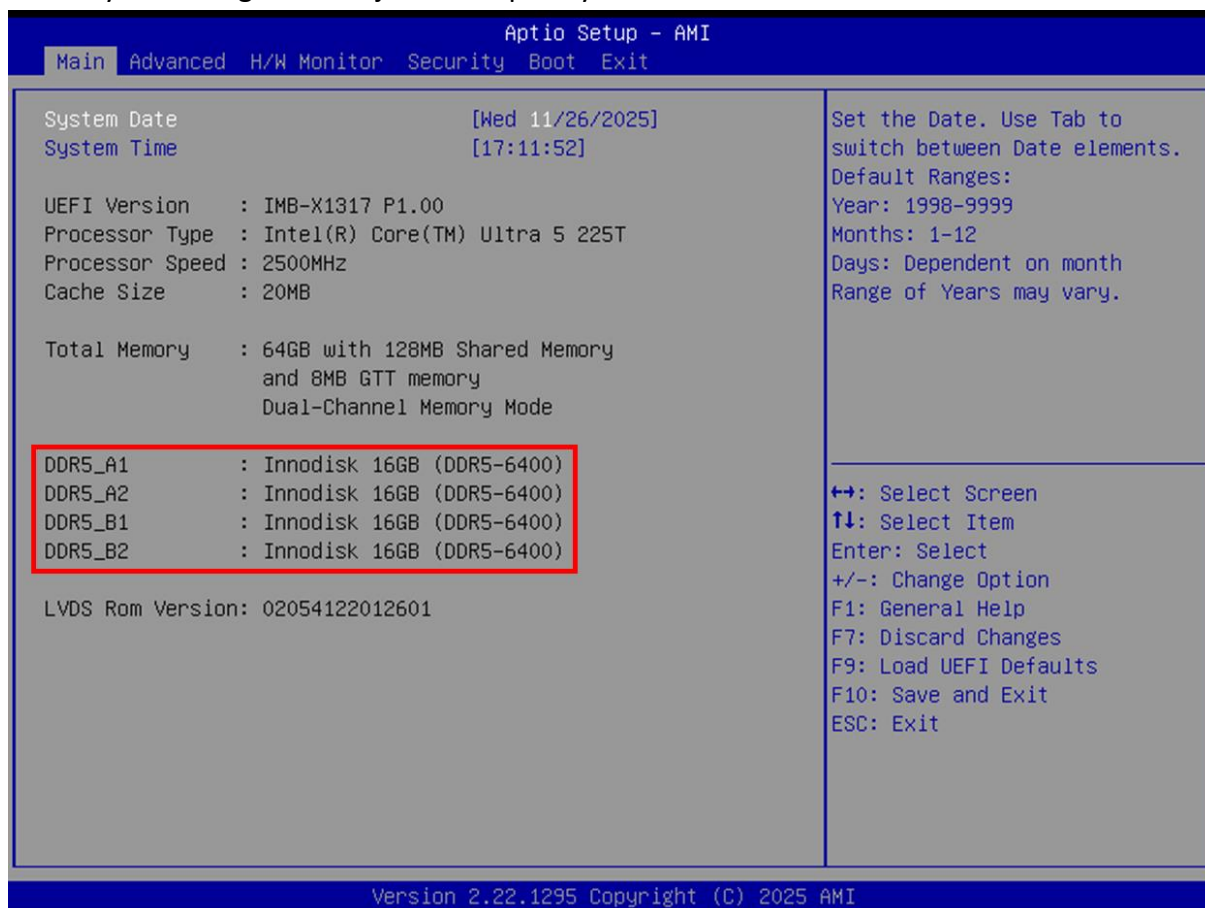 Aptio Setup - AMI
Main Advanced H/W Monitor Security Boot Exit
System Date [Wed 11/26/2025]
System Time [17:11:52]
UEFI Version : IMB-X1317 P1.00
Processor Type : Intel(R) Core(TM) Ultra 5 225T
Processor Speed : 2500MHz
Cache Size : 20MB
Total Memory : 64GB with 128MB Shared Memory
and 8MB GTT memory
Dual-Channel Memory Mode
DDR5_A1 : Innodisk 16GB (DDR5-6400)
DDR5_A2 : Innodisk 16GB (DDR5-6400)
DDR5_B1 : Innodisk 16GB (DDR5-6400)
DDR5_B2 : Innodisk 16GB (DDR5-6400)
LVDS Rom Version: 02054122012601
Set the Date. Use Tab to
switch between Date elements.
Default Ranges:
Year: 1998-9999
Months: 1-12
Days: Dependent on month
Range of Years may vary.
↔: Select Screen
↑↓: Select Item
Enter: Select
+/-: Change Option
F1: General Help
F7: Discard Changes
F9: Load UEFI Defaults
F10: Save and Exit
ESC: Exit
Version 2.22.1295 Copyright (C) 2025 AMI